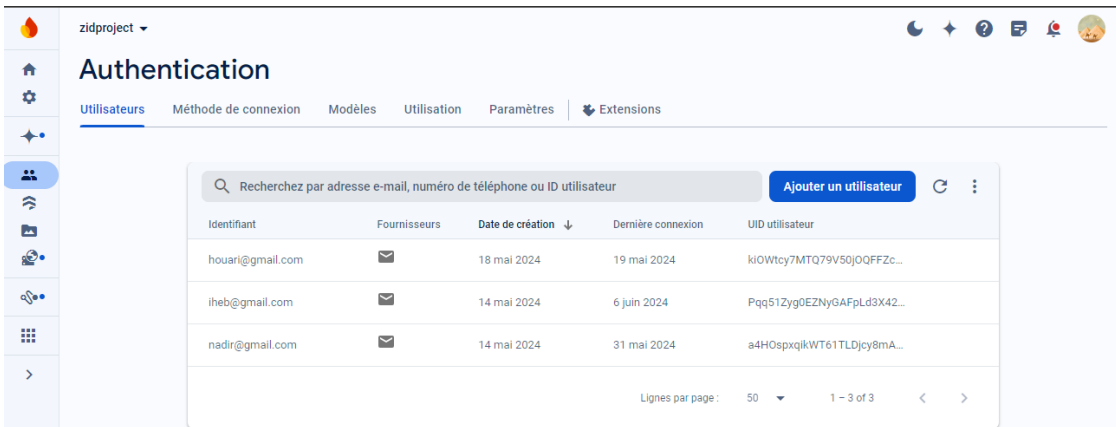 zidproject
Authentication
Utilisateurs Méthode de connexion Modèles Utilisation Paramètres Extensions
Recherchez par adresse e-mail, numéro de téléphone ou ID utilisateur Ajouter un utilisateur
Identifiant Fournisseurs Date de création Dernière connexion UID utilisateur
houari@gmail.com 18 mai 2024 19 mai 2024 kiOWtcy7MTQ79V50jOQFFZc...
iheb@gmail.com 14 mai 2024 6 juin 2024 Pqq51Zyg0EZNyGAFpLd3X42...
nadir@gmail.com 14 mai 2024 31 mai 2024 a4HOspxqikWT61TLDjcy8mA...
Lignes par page : 50 1 – 3 of 3